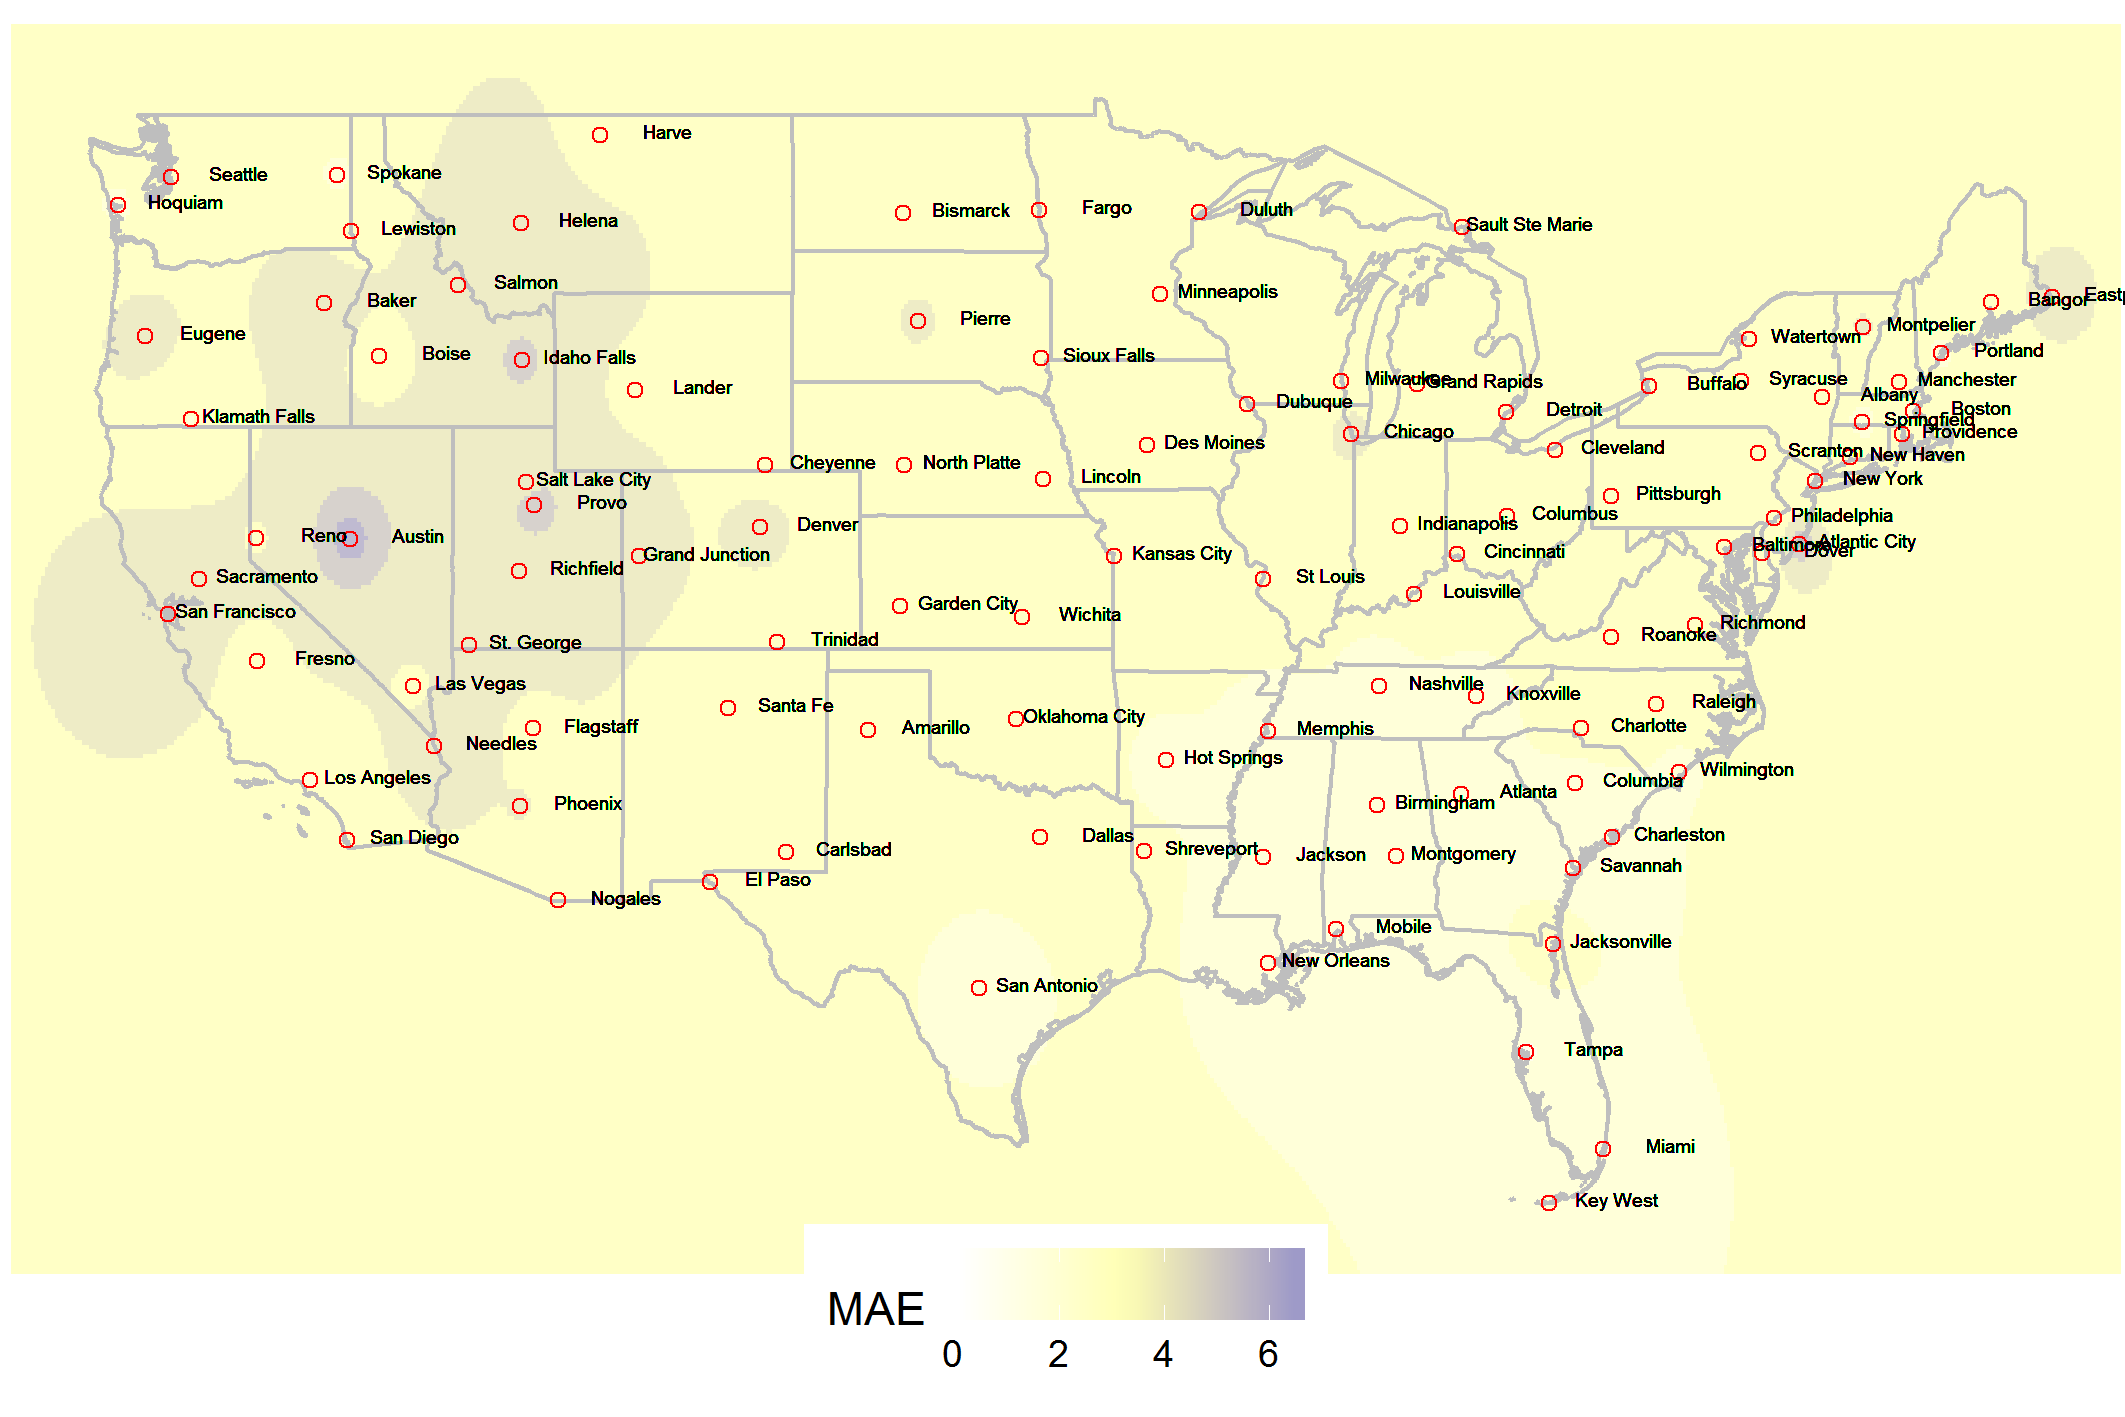 Harve
Seattle
Spokane
Hoquiam
Bismarck
Fargo
Duluth
Helena
Lewiston
Sault Ste Marie
Salmon
Minneapolis
Baker
Bangor
Eastp
Pierre
Montpelier
Eugene
Watertown
Boise
Idaho Falls
Sioux Falls
Portland
Lander
Milwaukee
Grand Rapids
Buffalo
Syracuse
Manchester
Albany
Dubuque
Detroit
Boston
Klamath Falls
Springfield
Chicago
Providence
Des Moines
Cleveland
Scranton
New Haven
Cheyenne
North Platte
Lincoln
Salt Lake City
New York
Provo
Pittsburgh
Denver
Indianapolis
Columbus
Philadelphia
Reno
Austin
Baltimore
Atlantic City
Dover
Grand Junction
Kansas City
Cincinnati
Richfield
Sacramento
St Louis
San Francisco
Garden City
Wichita
Louisville
Richmond
Roanoke
St. George
Trinidad
Fresno
Las Vegas
Nashville
Knoxville
Santa Fe
Raleigh
Flagstaff
Amarillo
Oklahoma City
Memphis
Charlotte
Needles
Hot Springs
Los Angeles
Wilmington
Columbia
Phoenix
Birmingham
Atlanta
San Diego
Dallas
Charleston
Carlsbad
Shreveport
Jackson
Montgomery
Savannah
El Paso
Nogales
Mobile
Jacksonville
New Orleans
San Antonio
Tampa
Miami
Key West
MAE
0 2 4 6